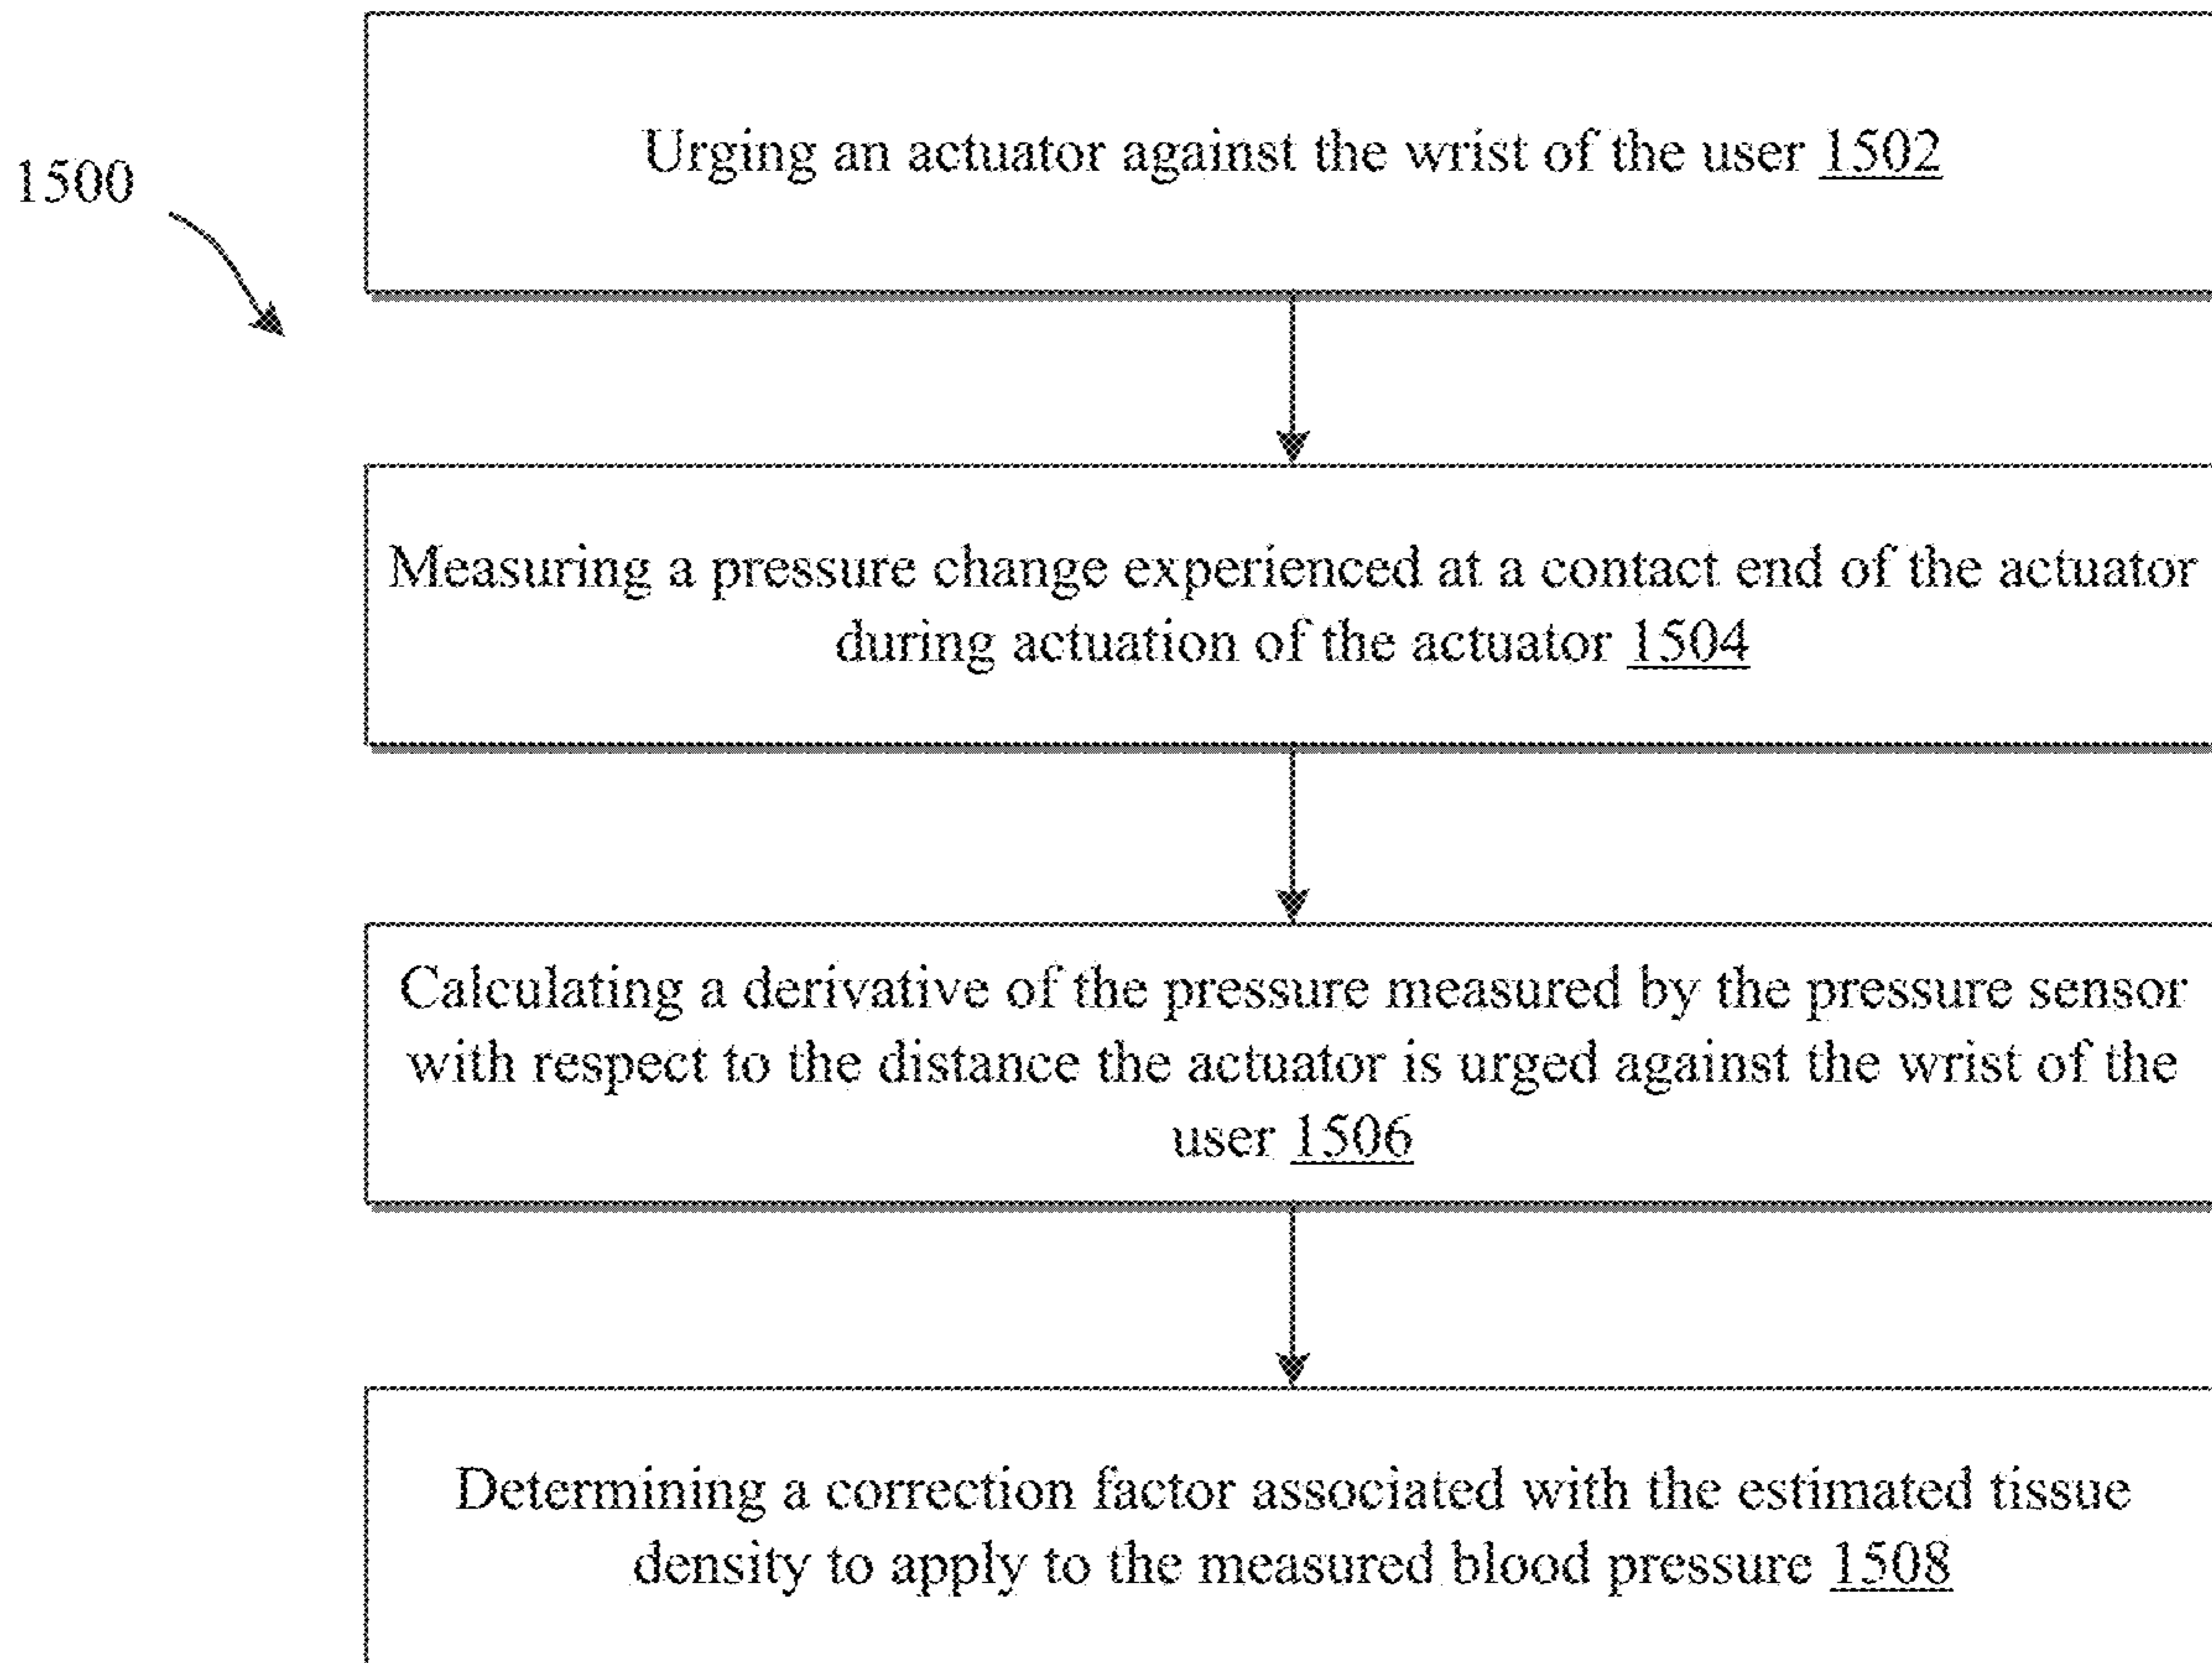 Urging an actuator against the wrist of the user 1502
1500
Measuring a pressure change experienced at a contact end of the actuator
during actuation of the actuator 1504
Calculating a derivative of the pressure measured by the pressure sensor
with respect to the distance the actuator is urged against the wrist of the
user 1506
Determining a correction factor associated with the estimated tissue
density to apply to the measured blood pressure 1508